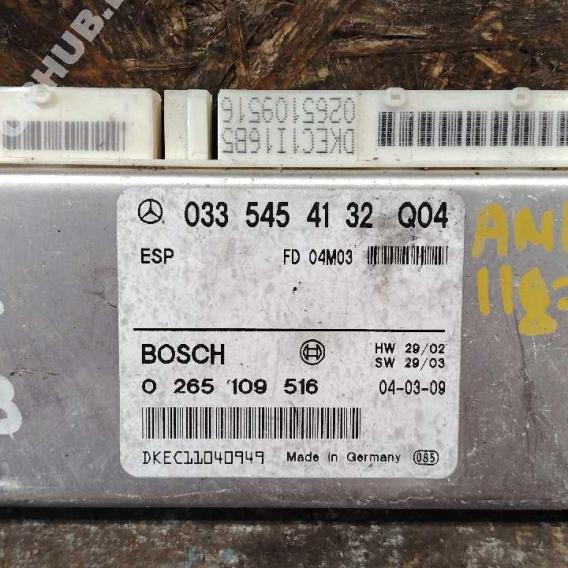 0265109516
DKEC1I16B5
033 545 41 32 Q04
ESP FD 04M03
BOSCH HW 29/02
SW 29/03
0 265 109 516 04-03-09
DKEC11040949 Made in Germany 085